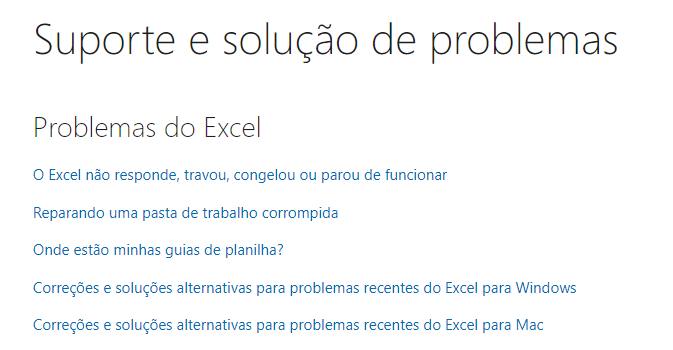 Suporte e solução de problemas
Problemas do Excel
O Excel não responde, travou, congelou ou parou de funcionar
Reparando uma pasta de trabalho corrompida
Onde estão minhas guias de planilha?
Correções e soluções alternativas para problemas recentes do Excel para Windows
Correções e soluções alternativas para problemas recentes do Excel para Mac